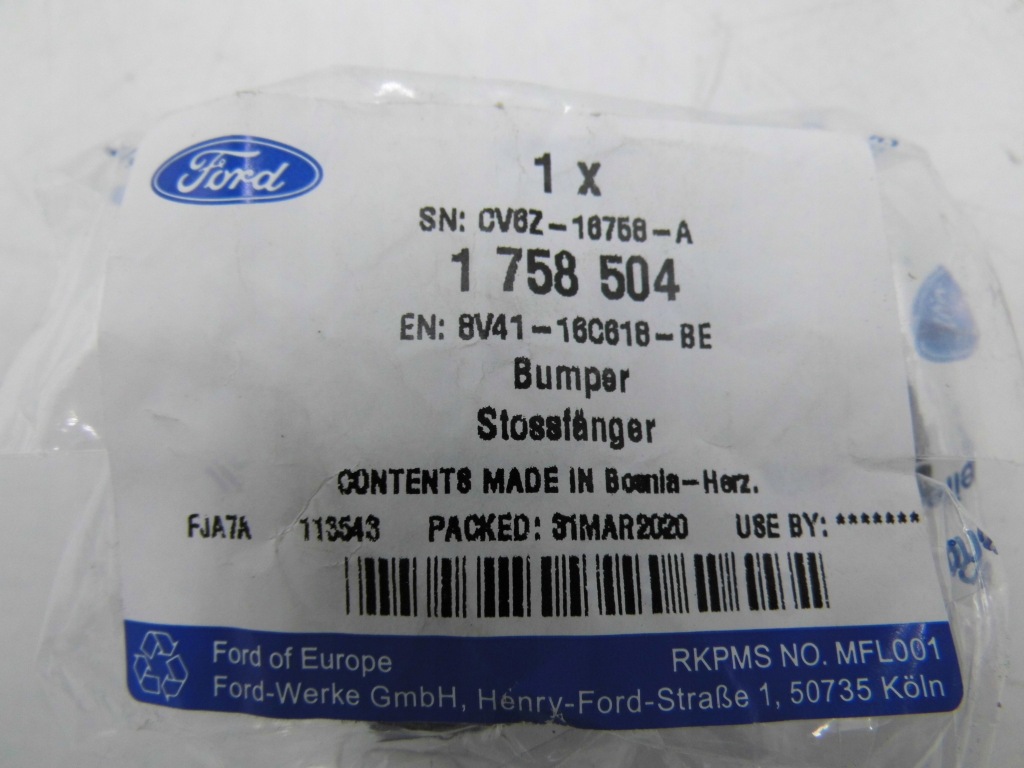 Ford
1 x
SN: CV6Z-16758-A
1 758 504
EN: 8V41-16C618-BE
Bumper
Stossfänger
CONTENTS MADE IN Bosnia-Herz.
FJA7A 113543 PACKED: 31MAR2020 USE BY: *******
Ford of Europe RKPMS NO. MFL001
Ford-Werke GmbH, Henry-Ford-Straße 1, 50735 Köln